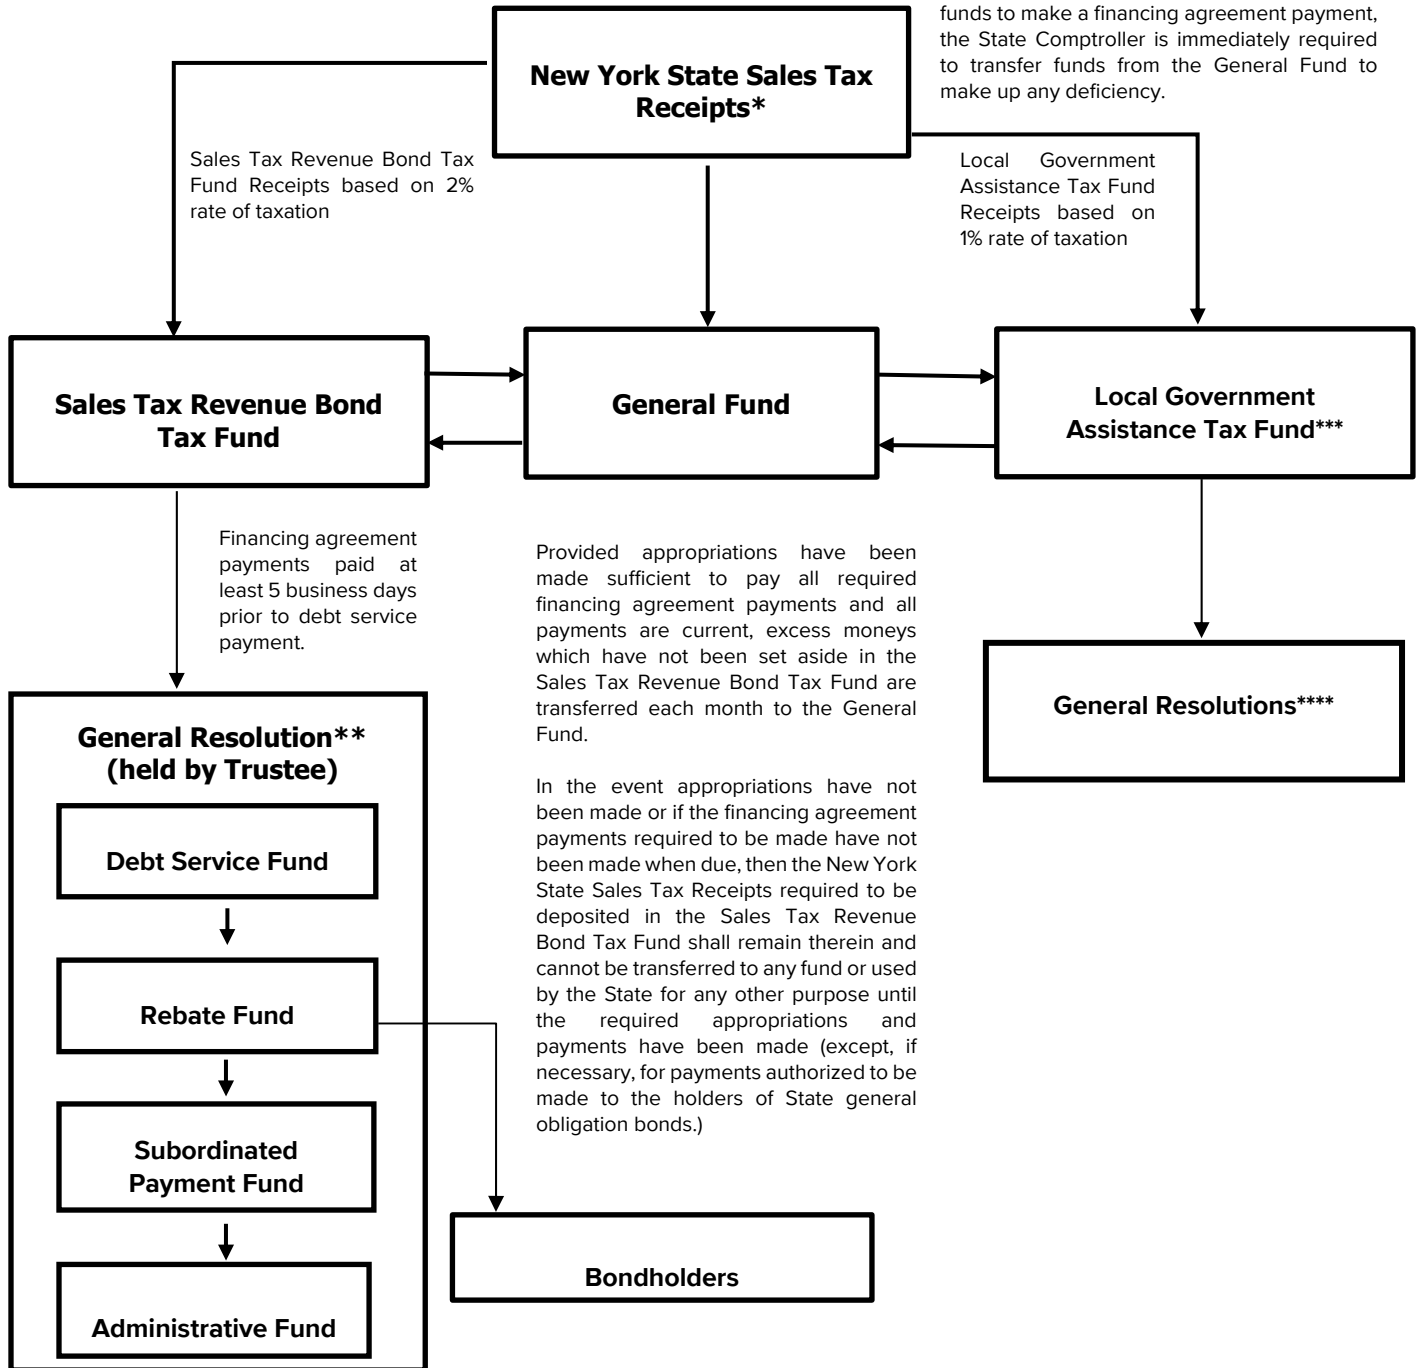 funds to make a financing agreement payment,
the State Comptroller is immediately required
to transfer funds from the General Fund to
make up any deficiency.
New York State Sales Tax
Receipts*
Sales Tax Revenue Bond Tax
Fund Receipts based on 2%
rate of taxation
Local Government
Assistance Tax Fund
Receipts based on
1% rate of taxation
Sales Tax Revenue Bond
Tax Fund
General Fund
Local Government
Assistance Tax Fund***
Financing agreement
payments paid at
least 5 business days
prior to debt service
payment.
Provided appropriations have been
made sufficient to pay all required
financing agreement payments and all
payments are current, excess moneys
which have not been set aside in the
Sales Tax Revenue Bond Tax Fund are
transferred each month to the General
Fund.
In the event appropriations have not
been made or if the financing agreement
payments required to be made have not
been made when due, then the New York
State Sales Tax Receipts required to be
deposited in the Sales Tax Revenue
Bond Tax Fund shall remain therein and
cannot be transferred to any fund or used
by the State for any other purpose until
the required appropriations and
payments have been made (except, if
necessary, for payments authorized to be
made to the holders of State general
obligation bonds.)
General Resolutions****
General Resolution**
(held by Trustee)
Debt Service Fund
Rebate Fund
Subordinated
Payment Fund
Administrative Fund
Bondholders